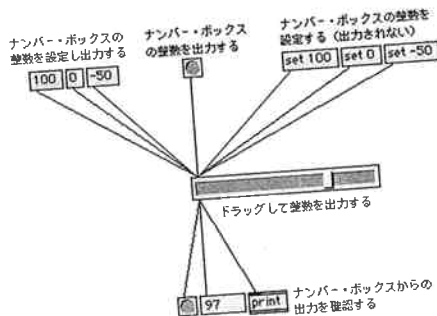 ナンバー・ボックスの
整数を設定し出力する
100 0 -50
ナンバー・ボックス
の整数を出力する
ナンバー・ボックスの整数を
設定する（出力されない）
set 100 set 0 set -50
ドラッグして整数を出力する
97 print
ナンバー・ボックスからの
出力を確認する